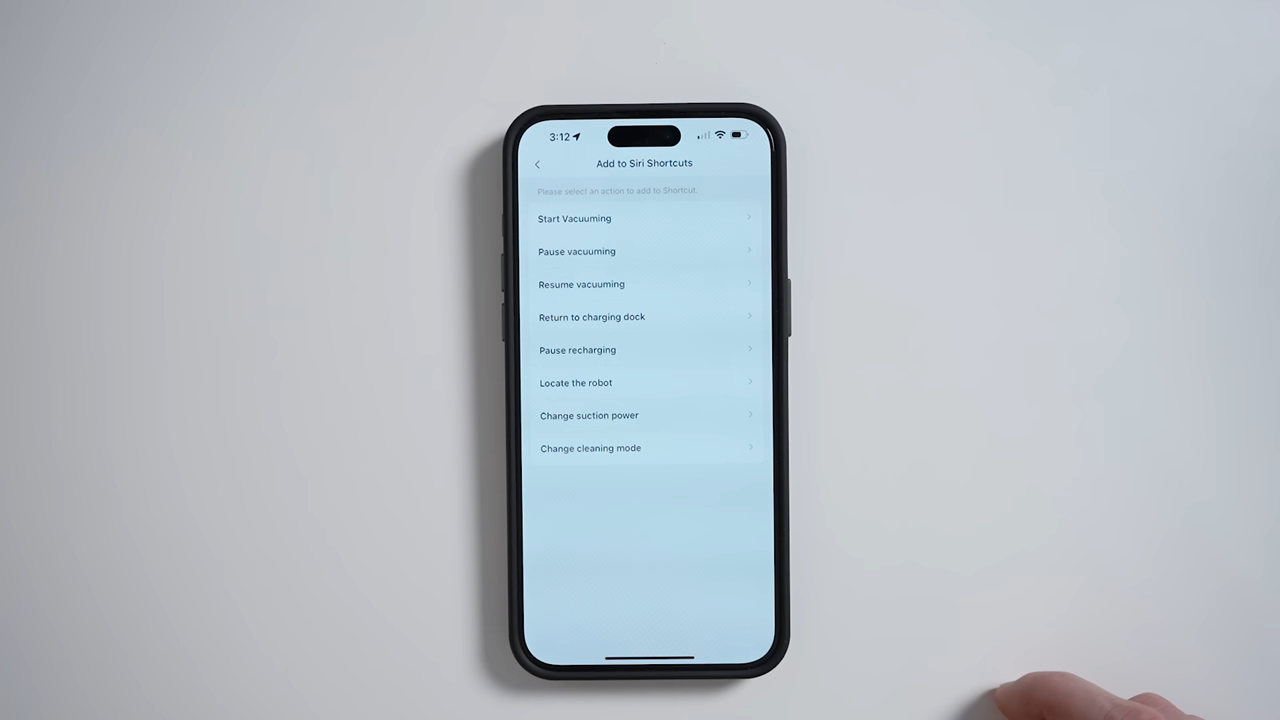 3:12
Add to Siri Shortcuts
Please select an action to add to Shortcut.
Start Vacuuming
Pause vacuuming
Resume vacuuming
Return to charging dock
Pause recharging
Locate the robot
Change suction power
Change cleaning mode